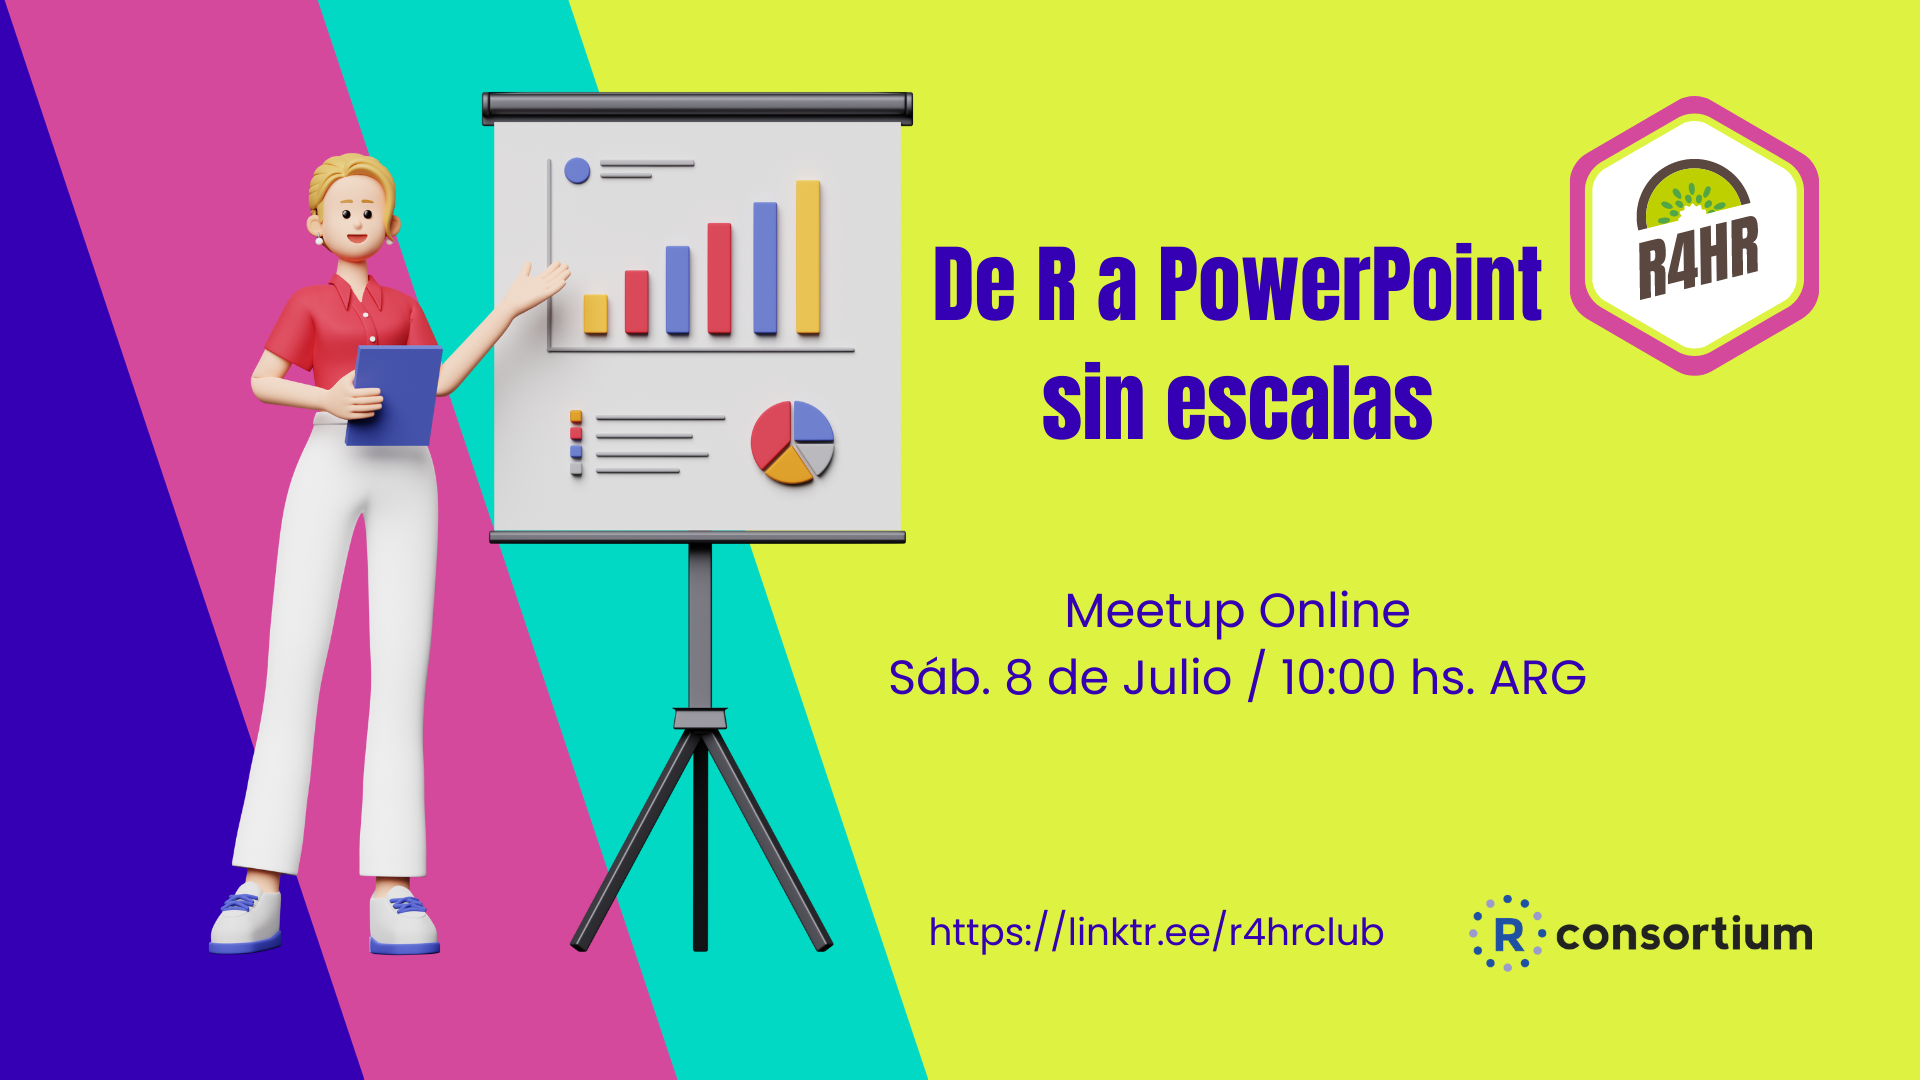 De R a PowerPoint
sin escalas
R4HR
Meetup Online
Sáb. 8 de Julio / 10:00 hs. ARG
https://linktr.ee/r4hrclub
R consortium